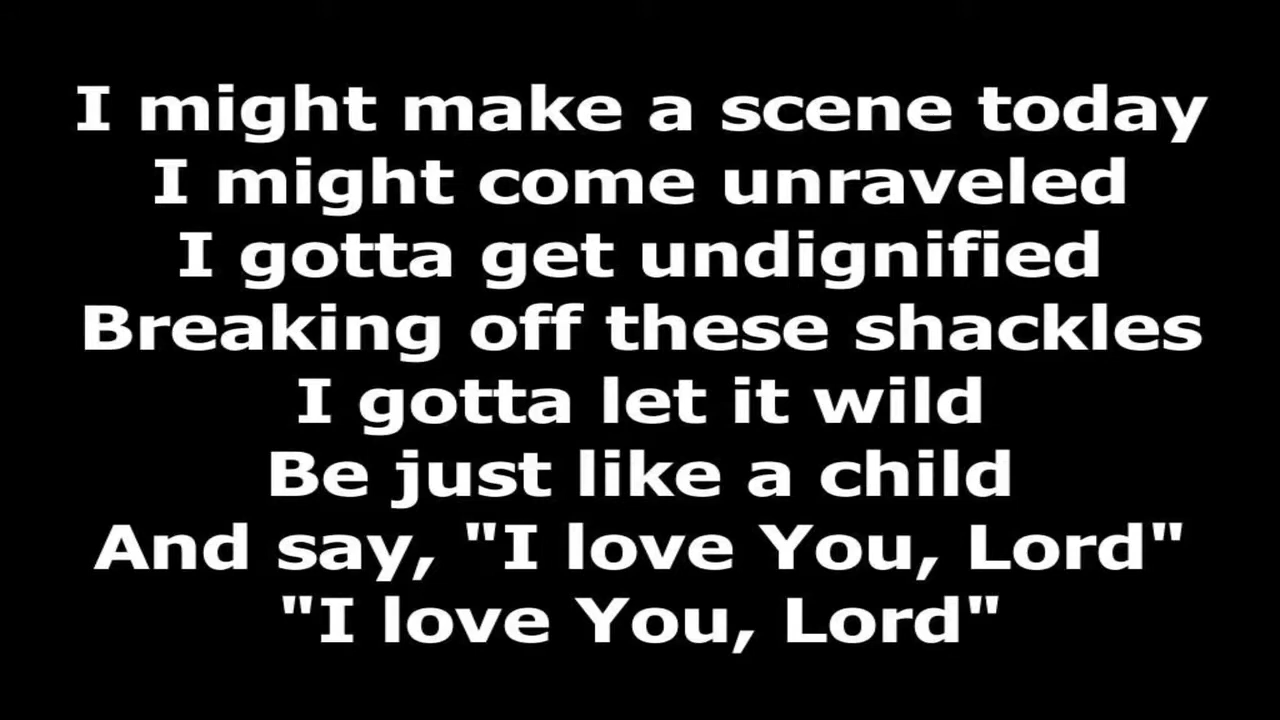 I might make a scene today
I might come unraveled
I gotta get undignified
Breaking off these shackles
I gotta let it wild
Be just like a child
And say, "I love You, Lord"
"I love You, Lord"